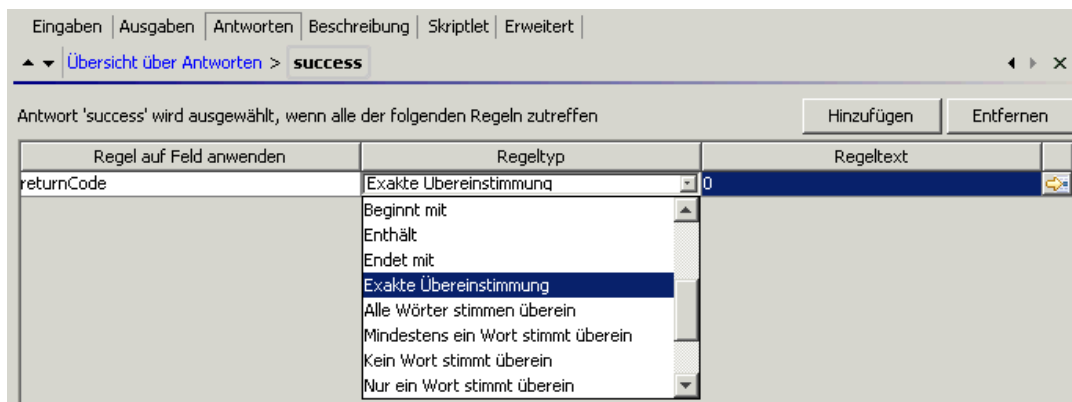 Eingaben Ausgaben Antworten Beschreibung Skriptlet Erweitert
Übersicht über Antworten > success
Antwort 'success' wird ausgewählt, wenn alle der folgenden Regeln zutreffen Hinzufügen Entfernen
Regel auf Feld anwenden Regeltyp Regeltext
returnCode Exakte Übereinstimmung 0
Beginnt mit
Enthält
Endet mit
Exakte Übereinstimmung
Alle Wörter stimmen überein
Mindestens ein Wort stimmt überein
Kein Wort stimmt überein
Nur ein Wort stimmt überein